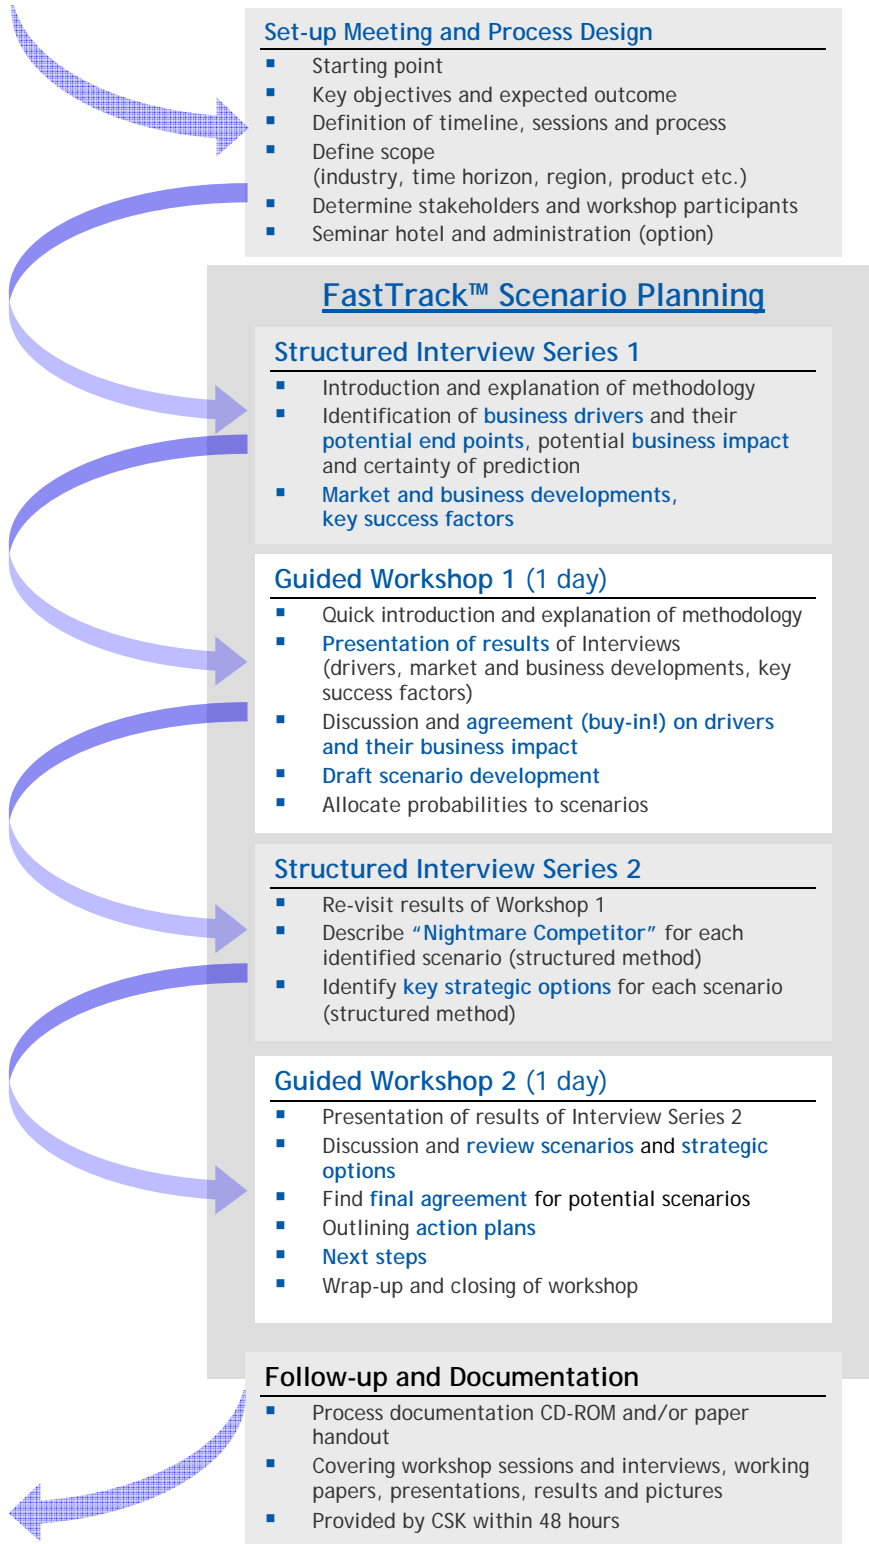 Set-up Meeting and Process Design
▪ Starting point
▪ Key objectives and expected outcome
▪ Definition of timeline, sessions and process
▪ Define scope
(industry, time horizon, region, product etc.)
▪ Determine stakeholders and workshop participants
▪ Seminar hotel and administration (option)
FastTrack™ Scenario Planning
Structured Interview Series 1
▪ Introduction and explanation of methodology
▪ Identification of business drivers and their
potential end points, potential business impact
and certainty of prediction
▪ Market and business developments,
key success factors
Guided Workshop 1 (1 day)
▪ Quick introduction and explanation of methodology
▪ Presentation of results of Interviews
(drivers, market and business developments, key
success factors)
▪ Discussion and agreement (buy-in!) on drivers
and their business impact
▪ Draft scenario development
▪ Allocate probabilities to scenarios
Structured Interview Series 2
▪ Re-visit results of Workshop 1
▪ Describe “Nightmare Competitor” for each
identified scenario (structured method)
▪ Identify key strategic options for each scenario
(structured method)
Guided Workshop 2 (1 day)
▪ Presentation of results of Interview Series 2
▪ Discussion and review scenarios and strategic
options
▪ Find final agreement for potential scenarios
▪ Outlining action plans
▪ Next steps
▪ Wrap-up and closing of workshop
Follow-up and Documentation
▪ Process documentation CD-ROM and/or paper
handout
▪ Covering workshop sessions and interviews, working
papers, presentations, results and pictures
▪ Provided by CSK within 48 hours